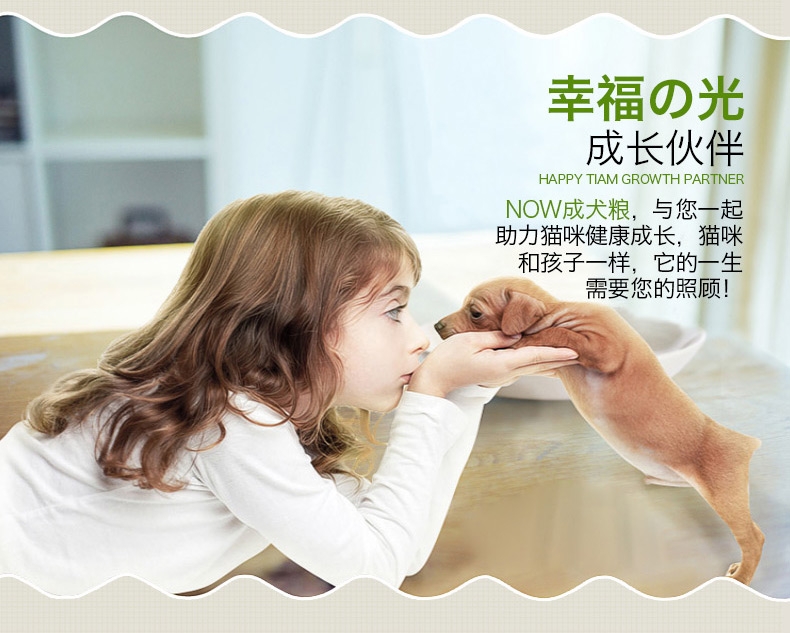 幸福の光
成长伙伴
HAPPY TIAM GROWTH PARTNER
NOW成犬粮，与您一起
助力猫咪健康成长，猫咪
和孩子一样，它的一生
需要您的照顾！